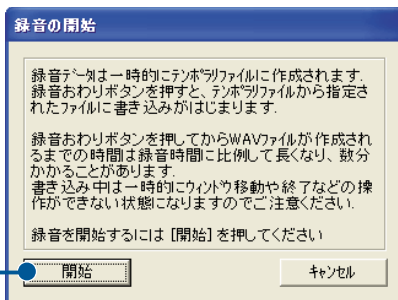 録音の開始
録音ﾃﾞｰﾀは一時的にﾃﾝﾎﾟﾗﾘﾌｧｲﾙに作成されます.
録音おわりボタンを押すと、ﾃﾝﾎﾟﾗﾘﾌｧｲﾙから指定さ
れたﾌｧｲﾙに書き込みがはじまります.
録音おわりボタンを押してからWAVﾌｧｲﾙが作成され
るまでの時間は録音時間に比例して長くなり、数分
かかることがあります.
書き込み中は一時的にｳｨﾝﾄﾞｳ移動や終了などの操
作ができない状態になりますのでご注意ください.
録音を開始するには [開始] を押してください
開始
ｷｬﾝｾﾙ